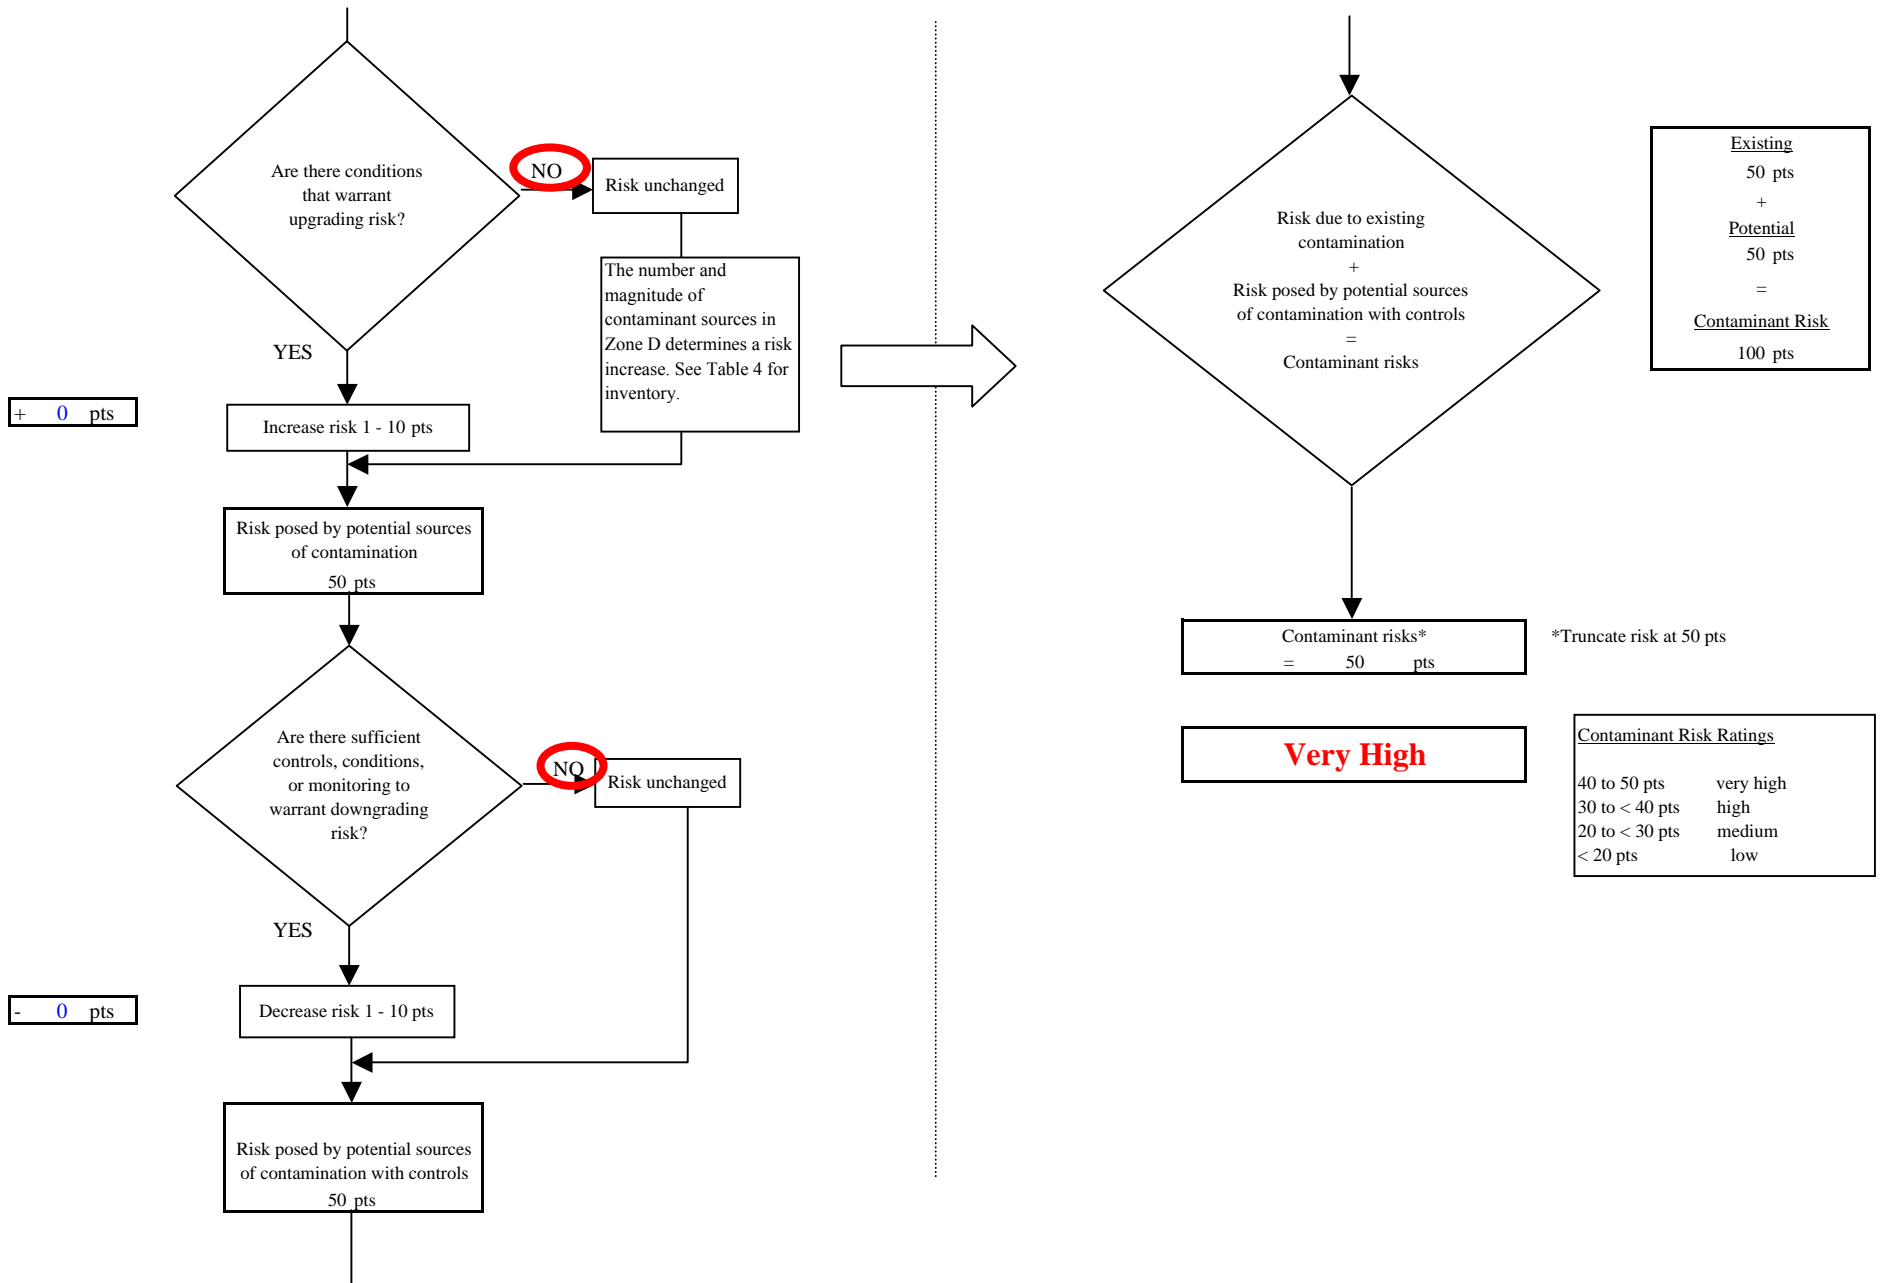 Are there conditions
that warrant
upgrading risk?
NO
Risk unchanged
The number and
magnitude of
contaminant sources in
Zone D determines a risk
increase. See Table 4 for
inventory.
YES
+ 0 pts
Increase risk 1 - 10 pts
Risk posed by potential sources
of contamination
50 pts
Are there sufficient
controls, conditions,
or monitoring to
warrant downgrading
risk?
NO
Risk unchanged
YES
- 0 pts
Decrease risk 1 - 10 pts
Risk posed by potential sources
of contamination with controls
50 pts
Risk due to existing
contamination
+
Risk posed by potential sources
of contamination with controls
=
Contaminant risks
Existing
50 pts
+
Potential
50 pts
=
Contaminant Risk
100 pts
Contaminant risks*
= 50 pts
*Truncate risk at 50 pts
Very High
Contaminant Risk Ratings
40 to 50 pts very high
30 to < 40 pts high
20 to < 30 pts medium
< 20 pts low